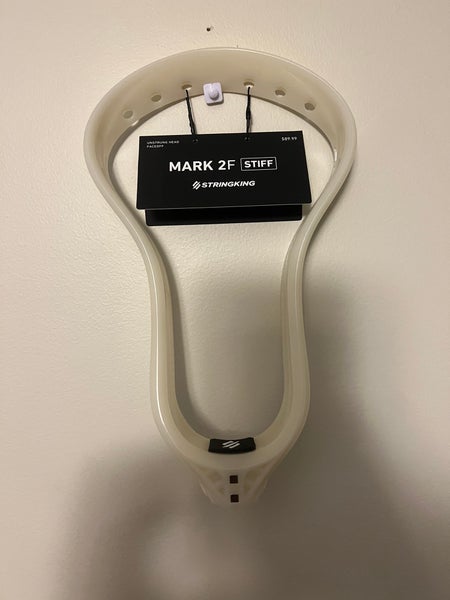 UNSTRUNG HEAD
FACEOFF
$89.99
MARK 2F STIFF
STRINGKING